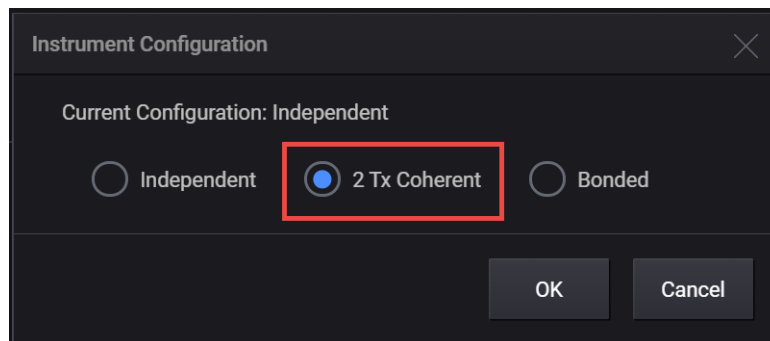 Instrument Configuration
Current Configuration: Independent
Independent 2 Tx Coherent Bonded
OK Cancel